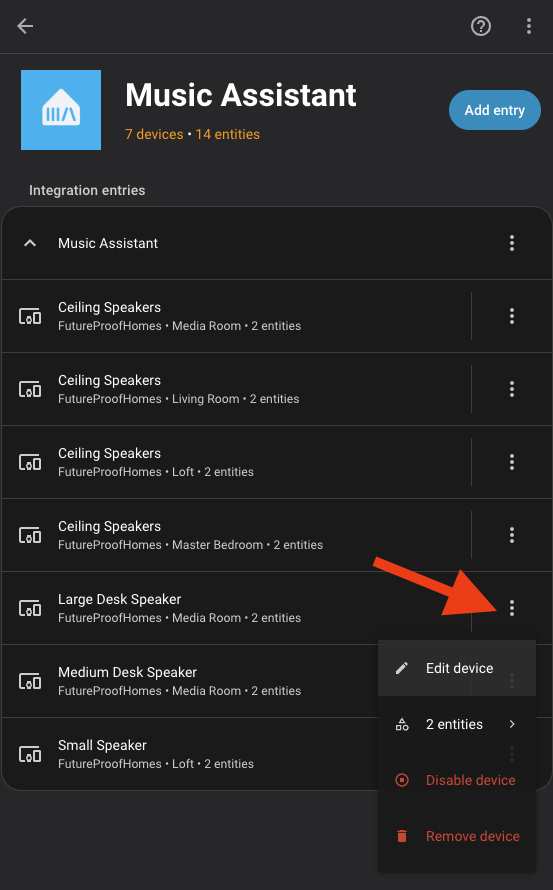 Music Assistant
7 devices • 14 entities
Add entry
Integration entries
Music Assistant
Ceiling Speakers
FutureProofHomes • Media Room • 2 entities
Ceiling Speakers
FutureProofHomes • Living Room • 2 entities
Ceiling Speakers
FutureProofHomes • Loft • 2 entities
Ceiling Speakers
FutureProofHomes • Master Bedroom • 2 entities
Large Desk Speaker
FutureProofHomes • Media Room • 2 entities
Edit device
Medium Desk Speaker
FutureProofHomes • Media Room • 2 entities
2 entities
Small Speaker
FutureProofHomes • Loft • 2 entities
Disable device
Remove device